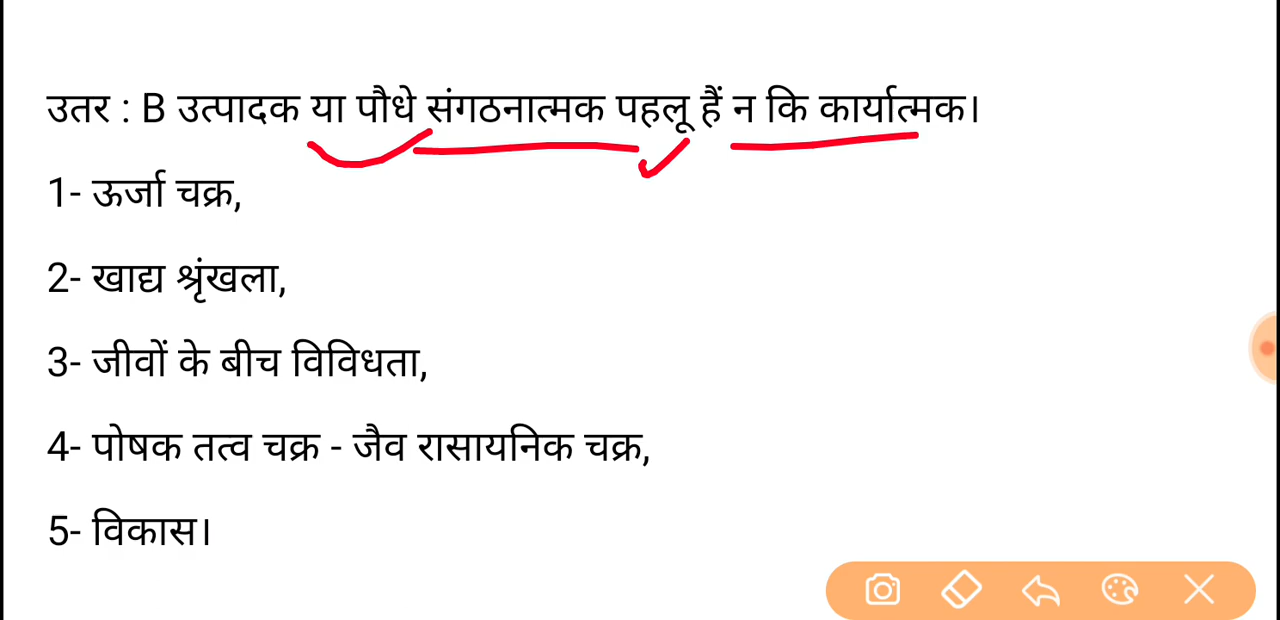 उतर : B उत्पादक या पौधे संगठनात्मक पहलू हैं न कि कार्यात्मक।
1- ऊर्जा चक्र,
2- खाद्य श्रृंखला,
3- जीवों के बीच विविधता,
4- पोषक तत्व चक्र - जैव रासायनिक चक्र,
5- विकास।